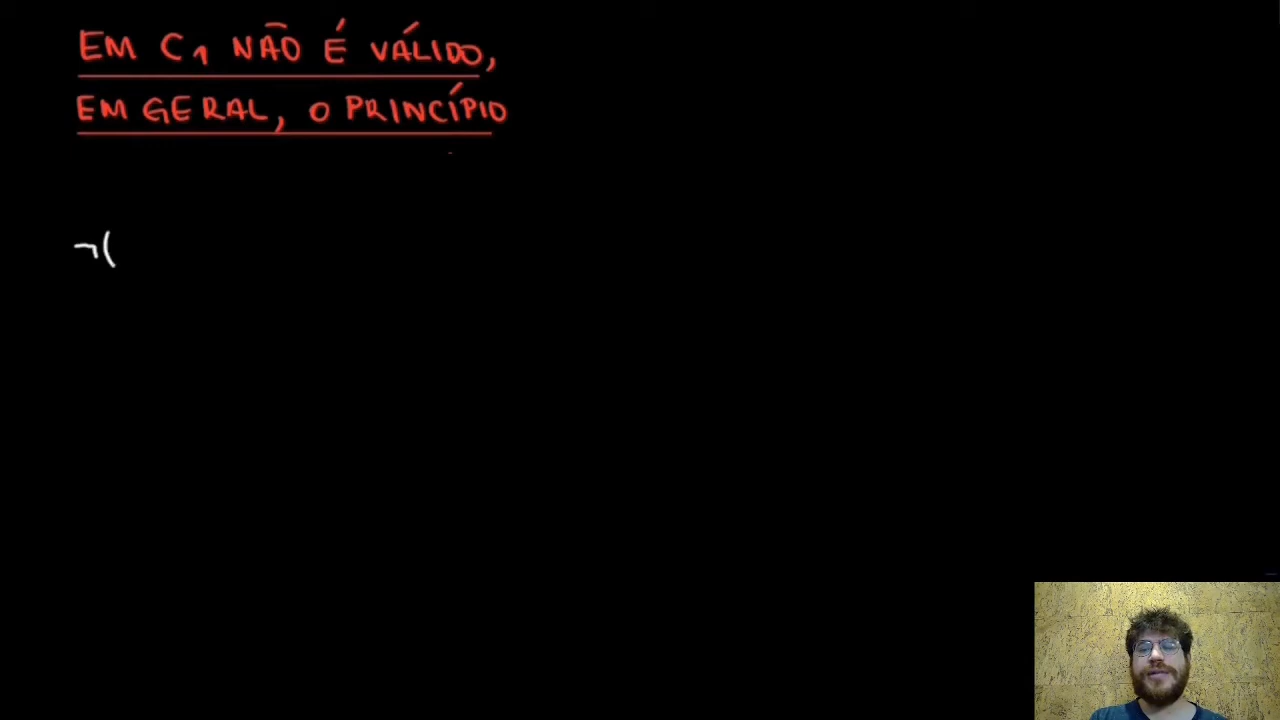 EM C1 NÃO É VÁLIDO,
EM GERAL, O PRINCÍPIO
¬(